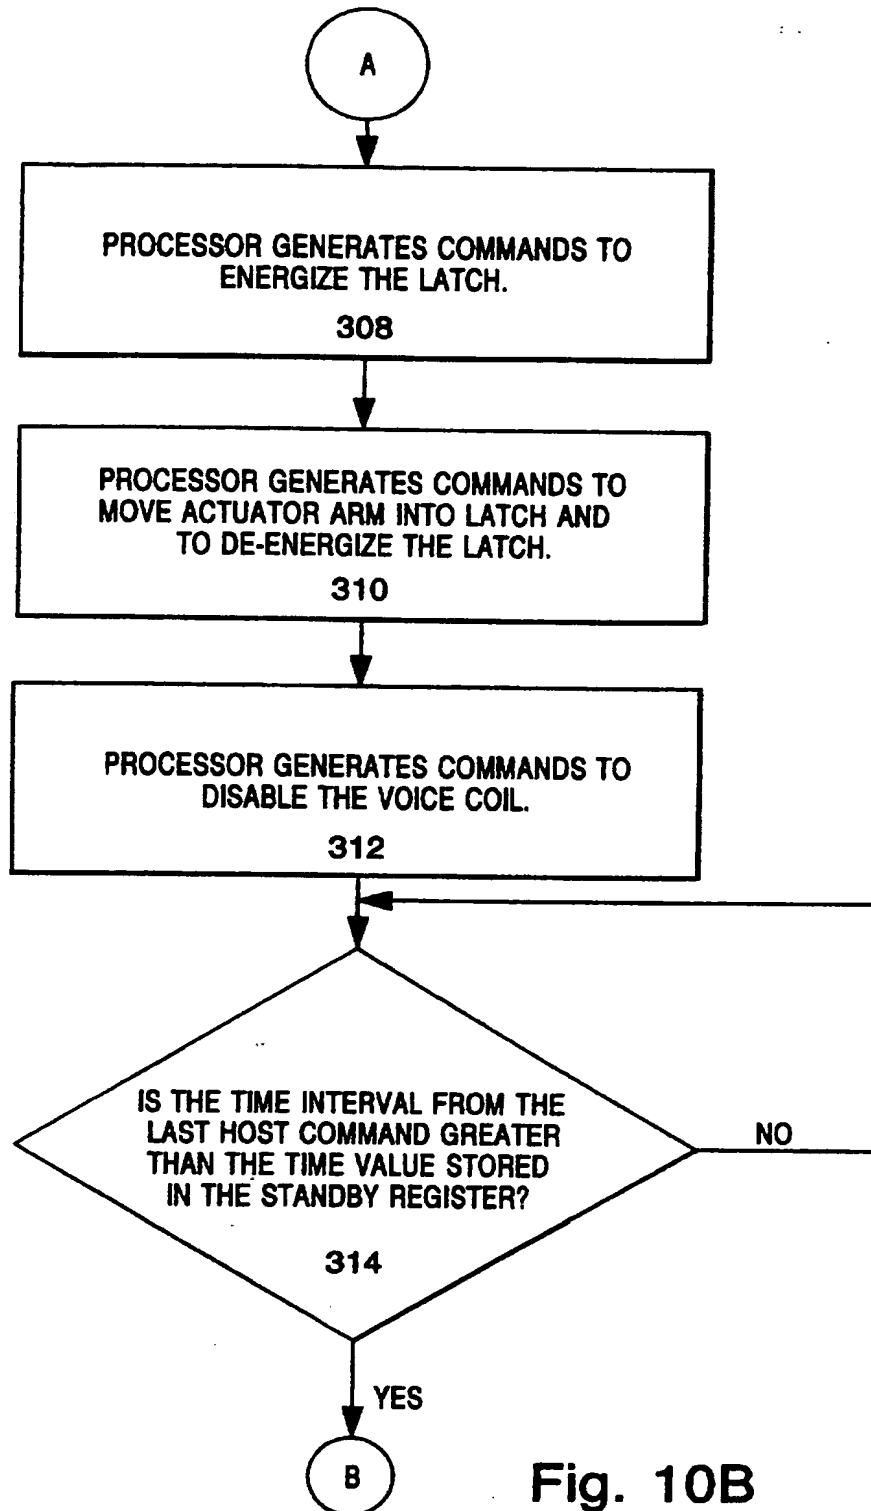 A
PROCESSOR GENERATES COMMANDS TO
ENERGIZE THE LATCH.
308
PROCESSOR GENERATES COMMANDS TO
MOVE ACTUATOR ARM INTO LATCH AND
TO DE-ENERGIZE THE LATCH.
310
PROCESSOR GENERATES COMMANDS TO
DISABLE THE VOICE COIL.
312
IS THE TIME INTERVAL FROM THE
LAST HOST COMMAND GREATER
THAN THE TIME VALUE STORED
IN THE STANDBY REGISTER?
314
NO
YES
B
Fig. 10B